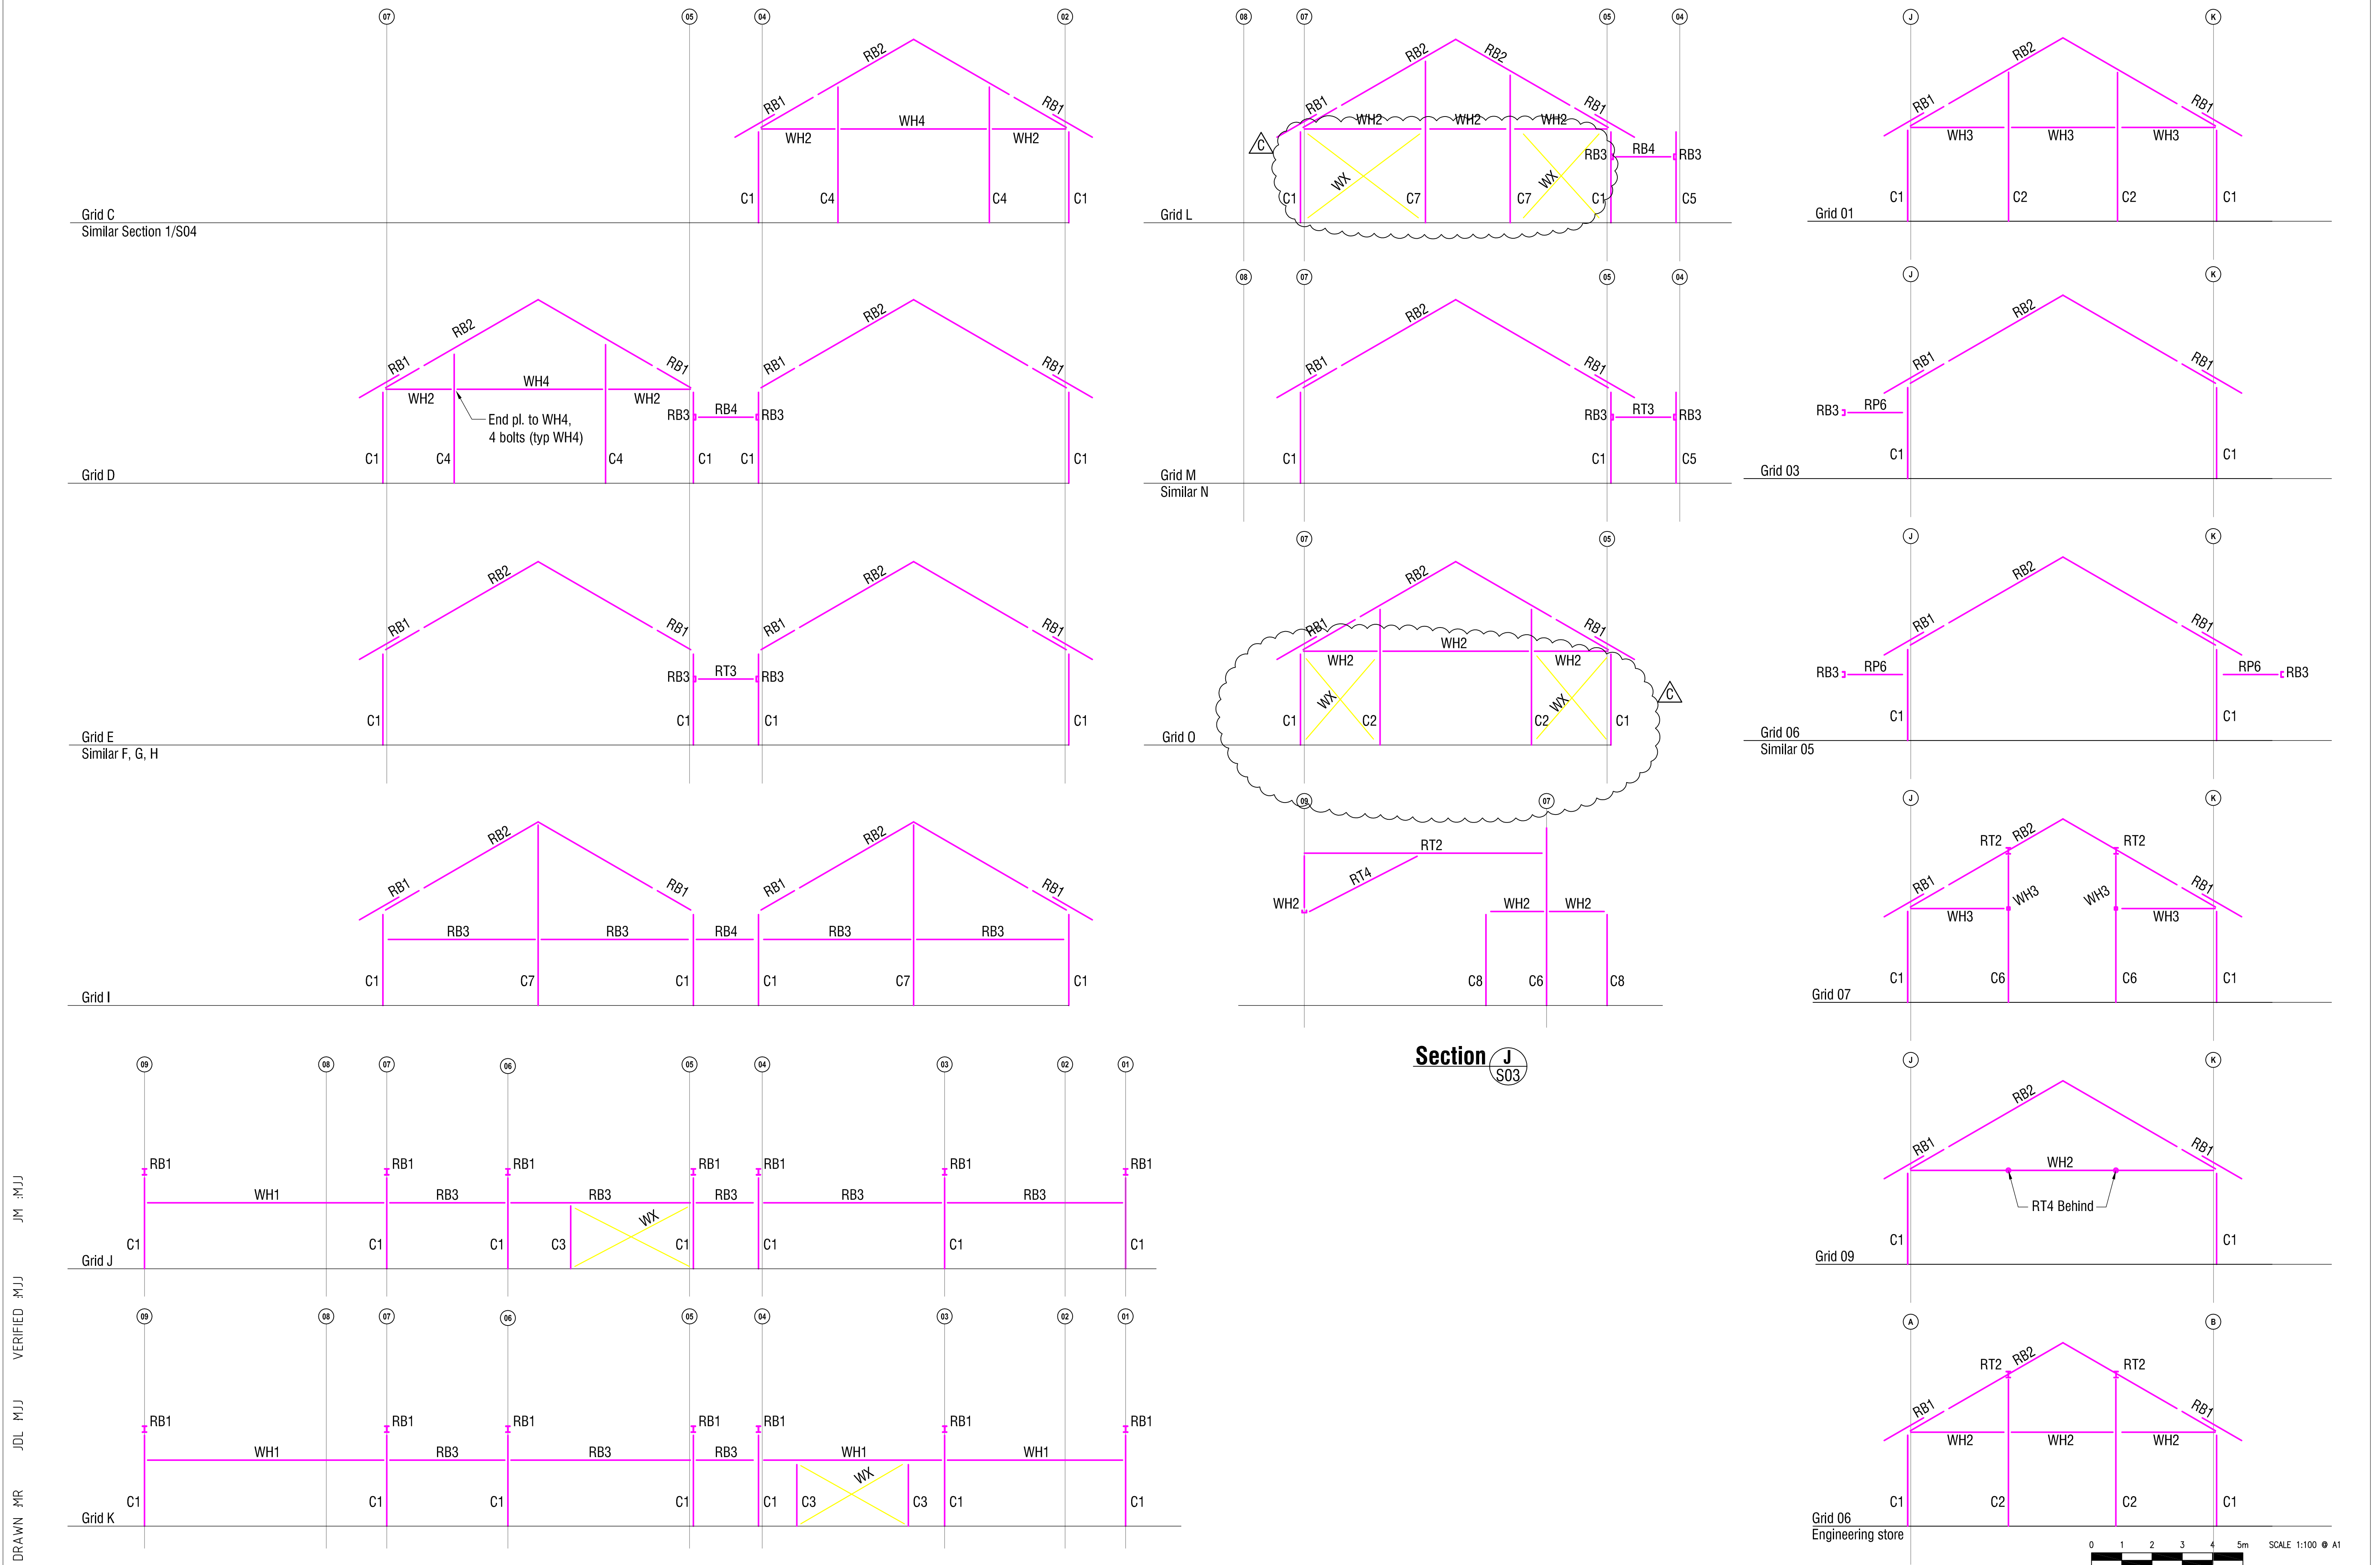 07 05 04 02
RB2
RB1 RB1
WH4
WH2 WH2
C1 C4 C4 C1
Grid C
Similar Section 1/S04
RB2 RB2
RB1 RB1
WH4
WH2 WH2
RB3 RB4 RB3
RB1 RB1
End pl. to WH4,
4 bolts (typ WH4)
C1 C4 C4 C1 C1 C1
Grid D
RB2 RB2
RB1 RB1 RB1 RB1
RB3 RT3 RB3
C1 C1 C1 C1
Grid E
Similar F, G, H
RB2 RB2
RB1 RB1 RB1 RB1
RB3 RB3 RB4 RB3 RB3
C1 C7 C1 C1 C7 C1
Grid I
09 08 07 06 05 04 03 02 01
RB1 RB1 RB1 RB1 RB1 RB1 RB1
WH1 RB3 RB3 RB3 RB3 RB3
WX
C1 C1 C1 C3 C1 C1 C1 C1
Grid J
09 08 07 06 05 04 03 02 01
RB1 RB1 RB1 RB1 RB1 RB1 RB1
WH1 RB3 RB3 RB3 WH1 WH1
WX
C1 C1 C1 C1 C1 C3 C3 C1 C1
Grid K
08 07 05 04
RB2 RB2
RB1 RB1
WH2 WH2 WH2
C
RB3 RB4 RB3
WX WX
C1 C7 C7 C1 C5
Grid L
08 07 05 04
RB2
RB1 RB1
RB3 RT3 RB3
C1 C1 C5
Grid M
Similar N
07 05
RB2
RB1 RB1
WH2
WH2 WH2
WX WX
C
C1 C2 C2 C1
Grid O
09 07
RT2
RT4
WH2 WH2 WH2
C8 C6 C8
Section J
S03
J K
RB2
RB1 RB1
WH3 WH3 WH3
C1 C2 C2 C1
Grid 01
J K
RB2
RB1 RB1
RB3 RP6
C1 C1
Grid 03
J K
RB2
RB1 RB1
RB3 RP6 RP6 RB3
C1 C1
Grid 06
Similar 05
J K
RT2 RB2 RT2
RB1 RB1
WH3 WH3
WH3 WH3
C1 C6 C6 C1
Grid 07
J K
RB2
RB1 RB1
WH2
RT4 Behind
C1 C1
Grid 09
A B
RT2 RB2 RT2
RB1 RB1
WH2 WH2 WH2
C1 C2 C2 C1
Grid 06
Engineering store
0 1 2 3 4 5m SCALE 1:100 @ A1
DRAWN :MR JDL MJJ VERIFIED :MJJ JM :MJJ